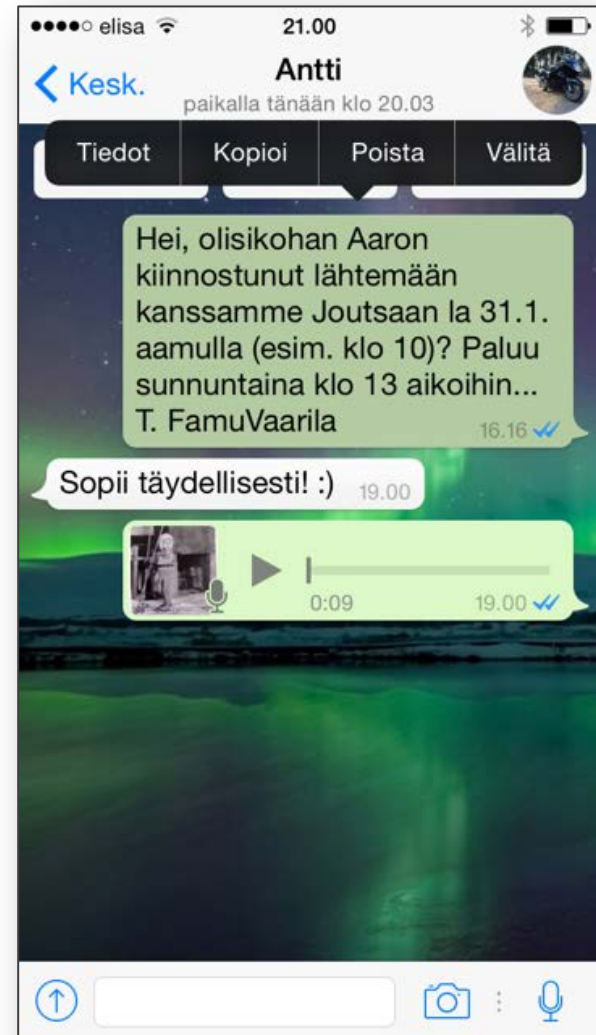 elisa 21.00
Kesk. Antti
paikalla tänään klo 20.03
Tiedot Kopioi Poista Välitä
Hei, olisikohan Aaron
kiinnostunut lähtemään
kanssamme Joutsaan la 31.1.
aamulla (esim. klo 10)? Paluu
sunnuntaina klo 13 aikoihin...
T. FamuVaarila 16.16
Sopii täydellisesti! :) 19.00
0:09 19.00